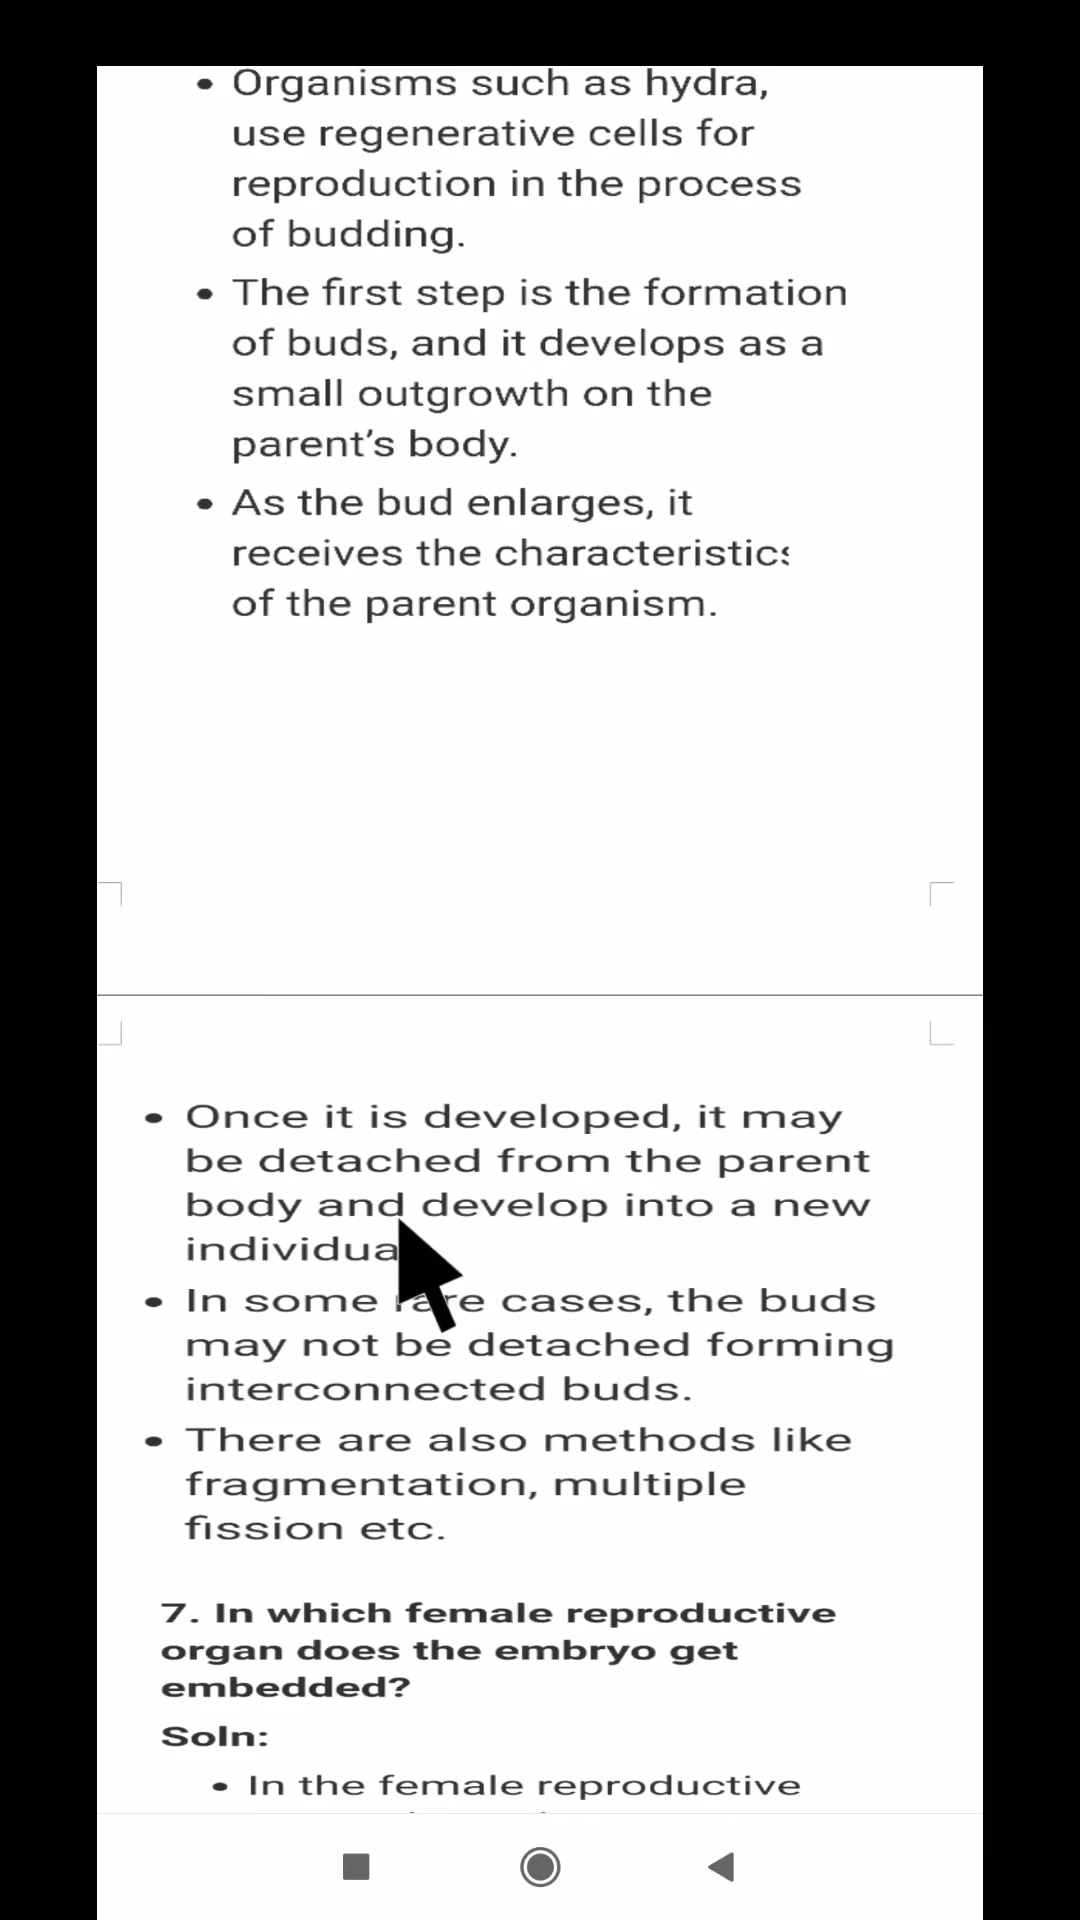 • Organisms such as hydra,
use regenerative cells for
reproduction in the process
of budding.
• The first step is the formation
of buds, and it develops as a
small outgrowth on the
parent's body.
• As the bud enlarges, it
receives the characteristics
of the parent organism.
• Once it is developed, it may
be detached from the parent
body and develop into a new
individua
• In some rare cases, the buds
may not be detached forming
interconnected buds.
• There are also methods like
fragmentation, multiple
fission etc.
7. In which female reproductive
organ does the embryo get
embedded?
Soln:
• In the female reproductive